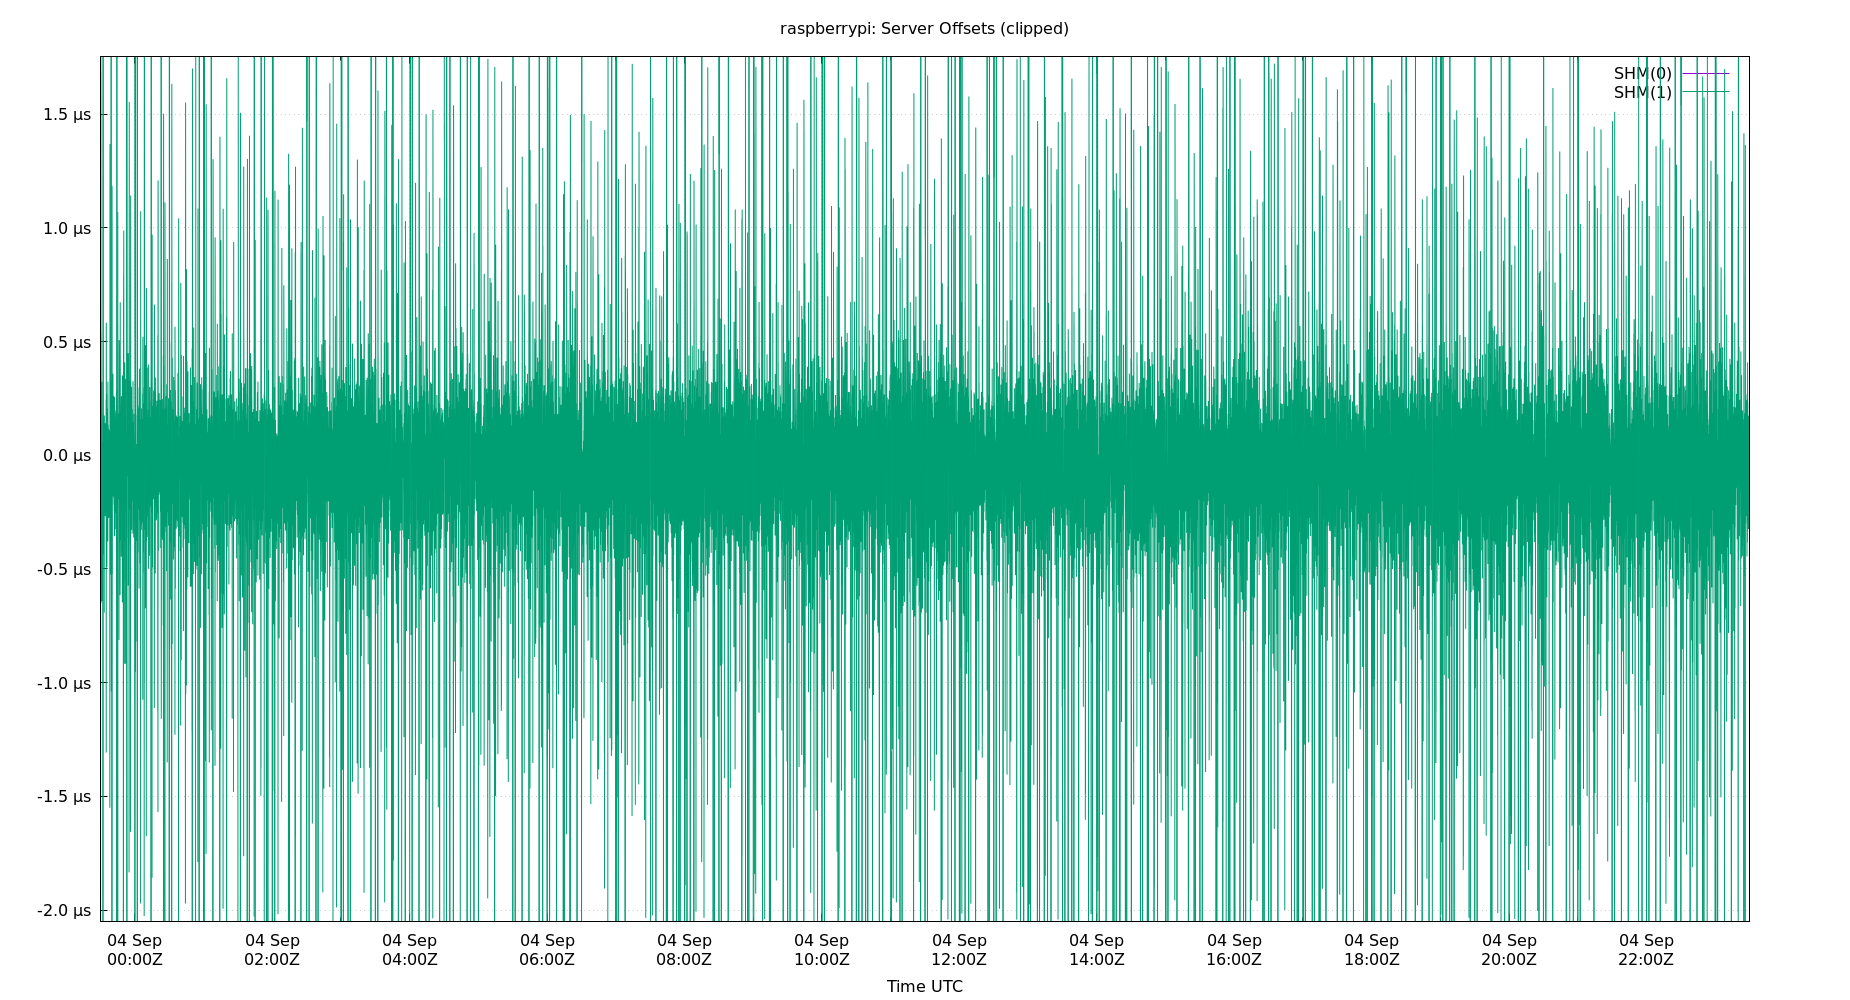 raspberrypi: Server Offsets (clipped)
SHM(0)
SHM(1)
1.5 µs
1.0 µs
0.5 µs
0.0 µs
-0.5 µs
-1.0 µs
-1.5 µs
-2.0 µs
04 Sep 04 Sep 04 Sep 04 Sep 04 Sep 04 Sep 04 Sep 04 Sep 04 Sep 04 Sep 04 Sep 04 Sep
00:00Z 02:00Z 04:00Z 06:00Z 08:00Z 10:00Z 12:00Z 14:00Z 16:00Z 18:00Z 20:00Z 22:00Z
Time UTC